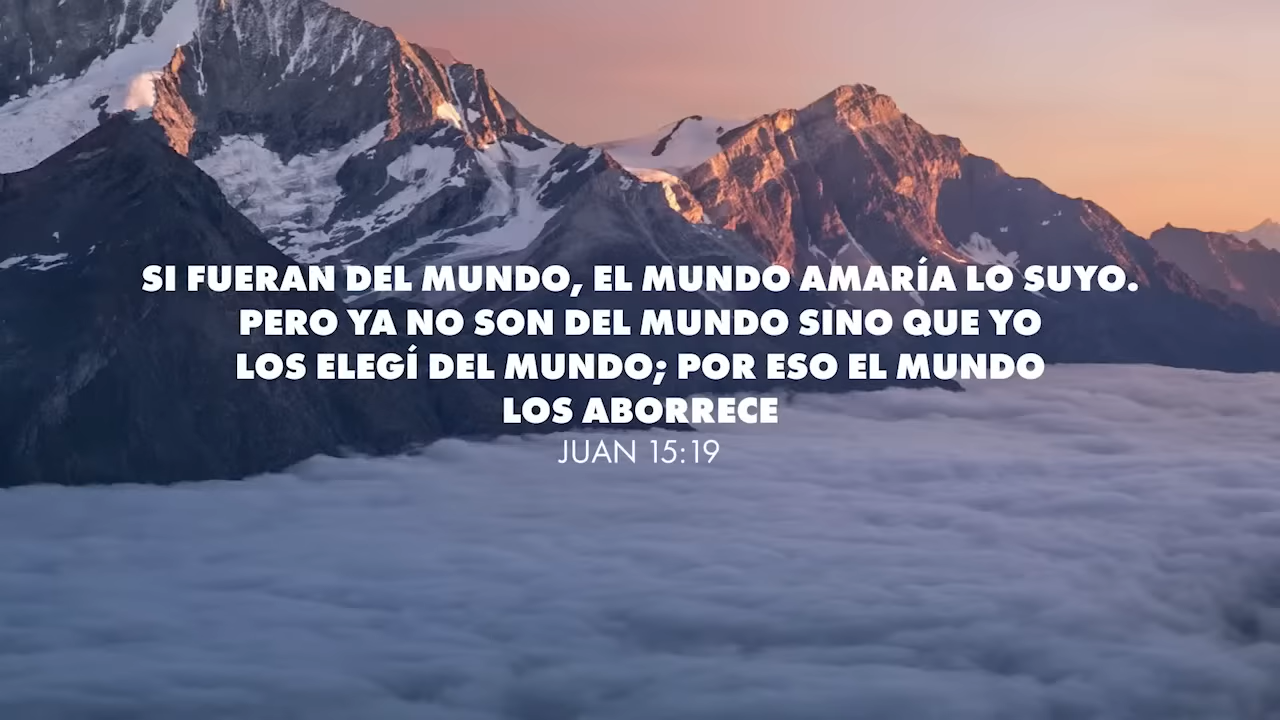 SI FUERAN DEL MUNDO, EL MUNDO AMARÍA LO SUYO.
PERO YA NO SON DEL MUNDO SINO QUE YO
LOS ELEGÍ DEL MUNDO; POR ESO EL MUNDO
LOS ABORRECE
JUAN 15:19